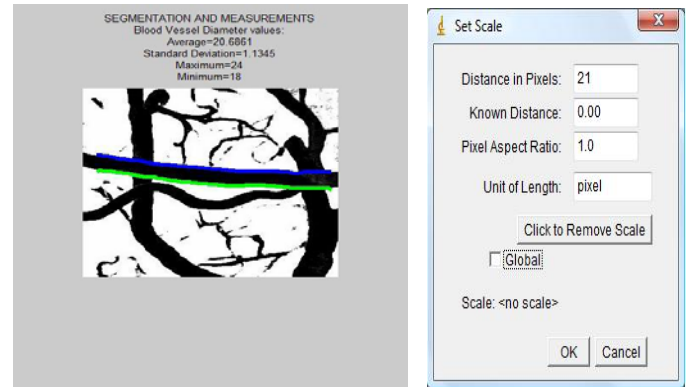 SEGMENTATION AND MEASUREMENTS
Blood Vessel Diameter values:
Average=20.6861
Standard Deviation=1.1345
Maximum=24
Minimum=18
Set Scale
Distance in Pixels: 21
Known Distance: 0.00
Pixel Aspect Ratio: 1.0
Unit of Length: pixel
Click to Remove Scale
Global
Scale: <no scale>
OK Cancel